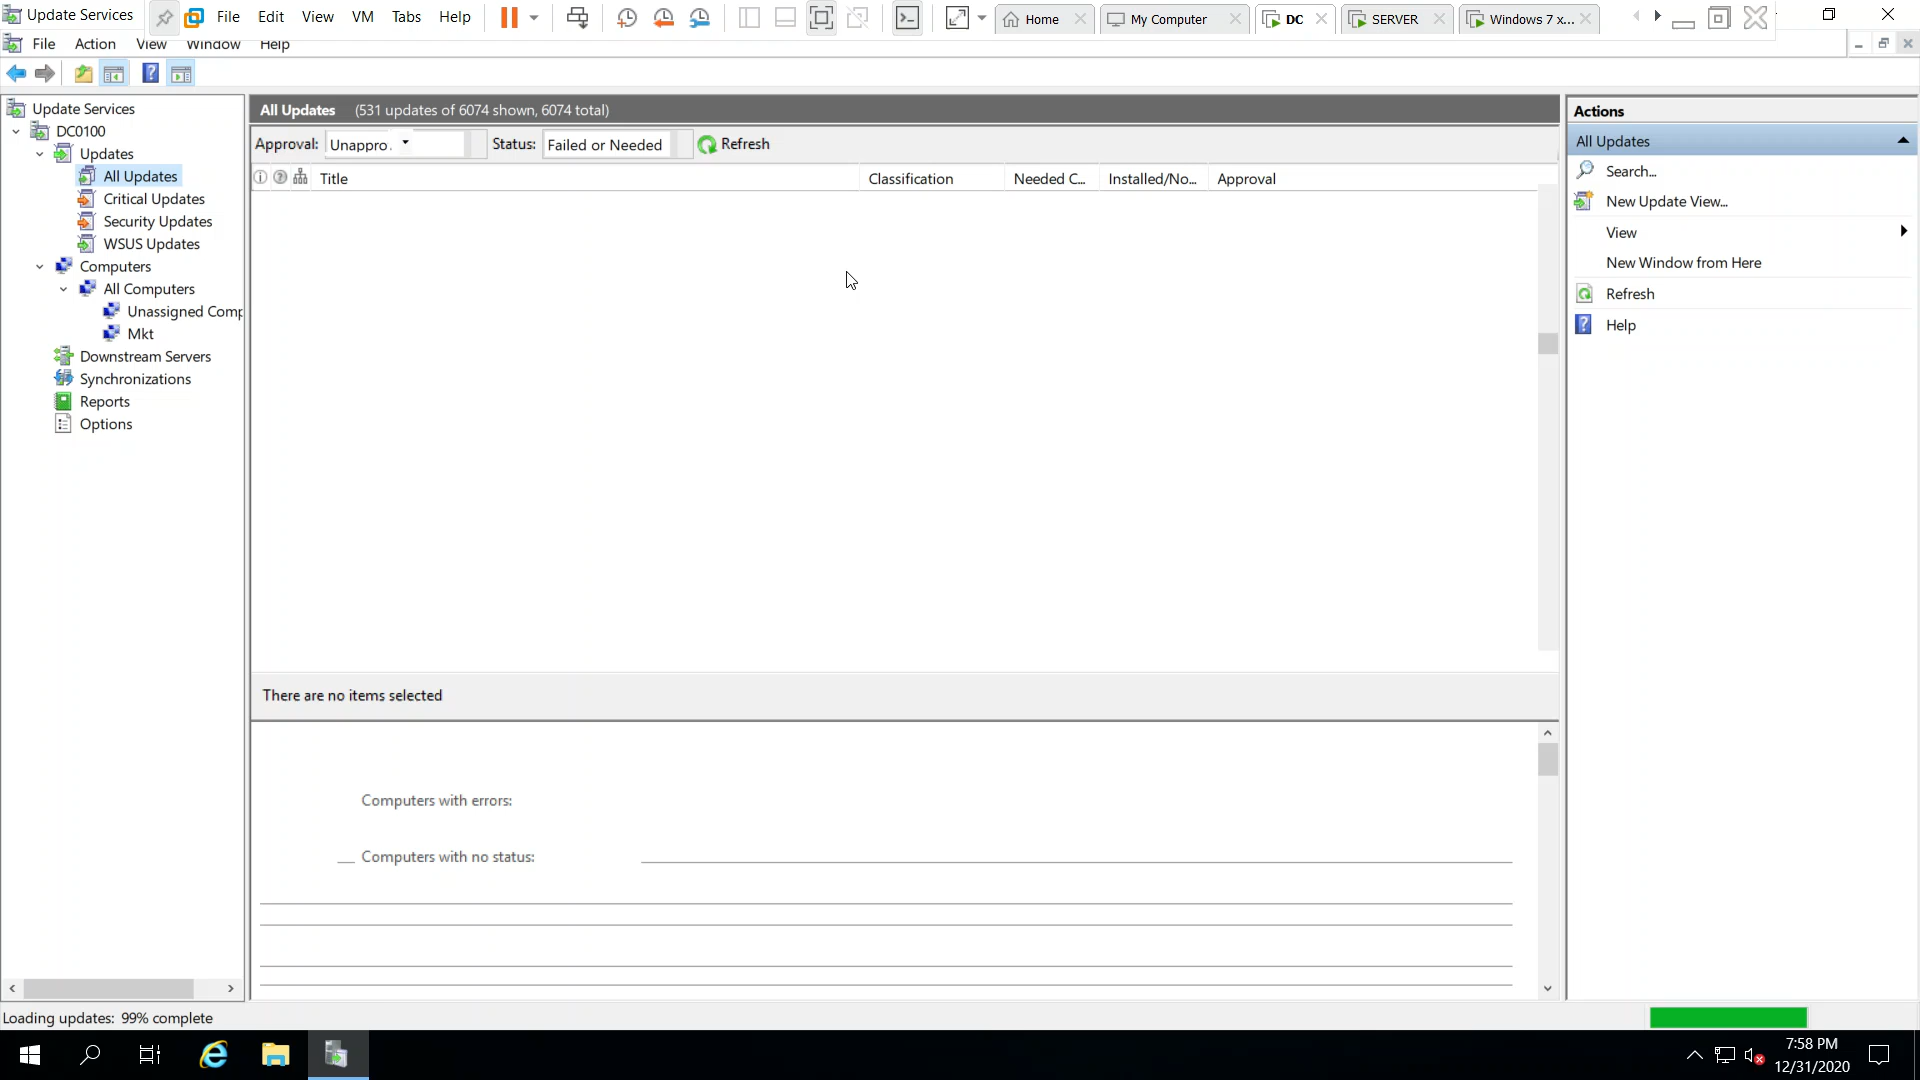 Update Services
File Edit View VM Tabs Help
Home
My Computer
DC
SERVER
Windows 7 x...
File Action View Window Help
Update Services
DC0100
Updates
All Updates
Critical Updates
Security Updates
WSUS Updates
Computers
All Computers
Unassigned Comp
Mkt
Downstream Servers
Synchronizations
Reports
Options
All Updates (531 updates of 6074 shown, 6074 total)
Approval: Unappro. Status: Failed or Needed Refresh
Title Classification Needed C... Installed/No... Approval
There are no items selected
Computers with errors:
Computers with no status:
Actions
All Updates
Search...
New Update View...
View
New Window from Here
Refresh
Help
Loading updates: 99% complete
7:58 PM
12/31/2020